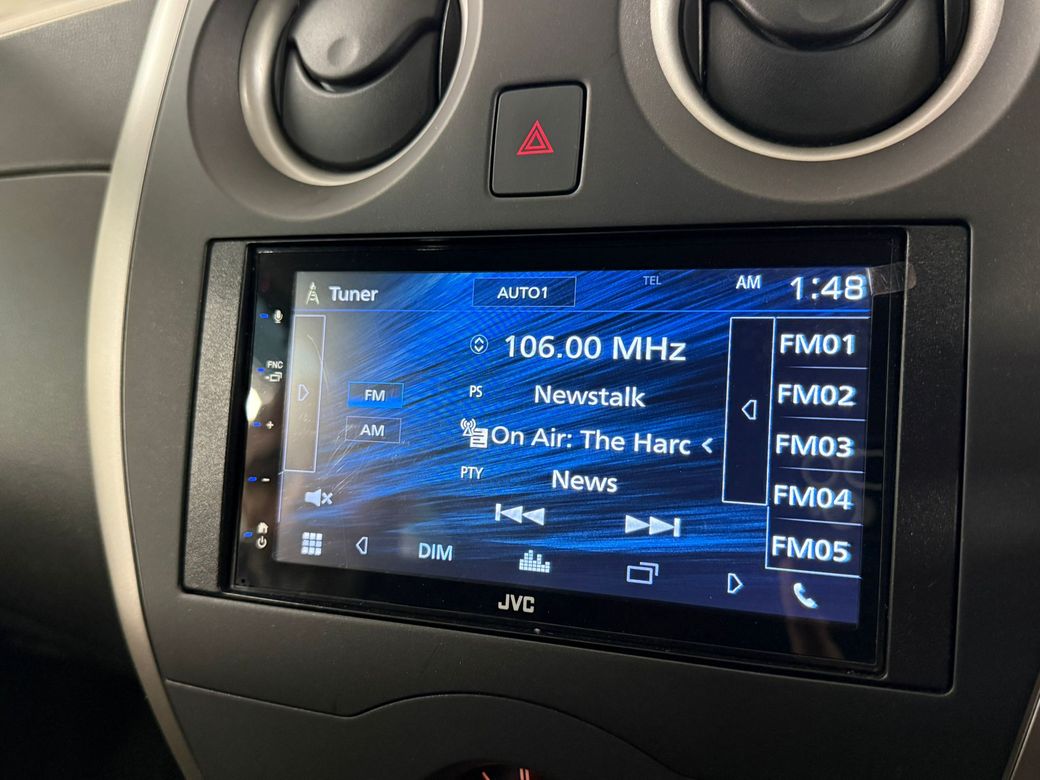 Tuner
AUTO1
TEL
AM 1:48
106.00 MHz
FM01
FNC
FM
PS Newstalk
FM02
AM
On Air: The Harc
FM03
PTY News
FM04
DIM
FM05
JVC